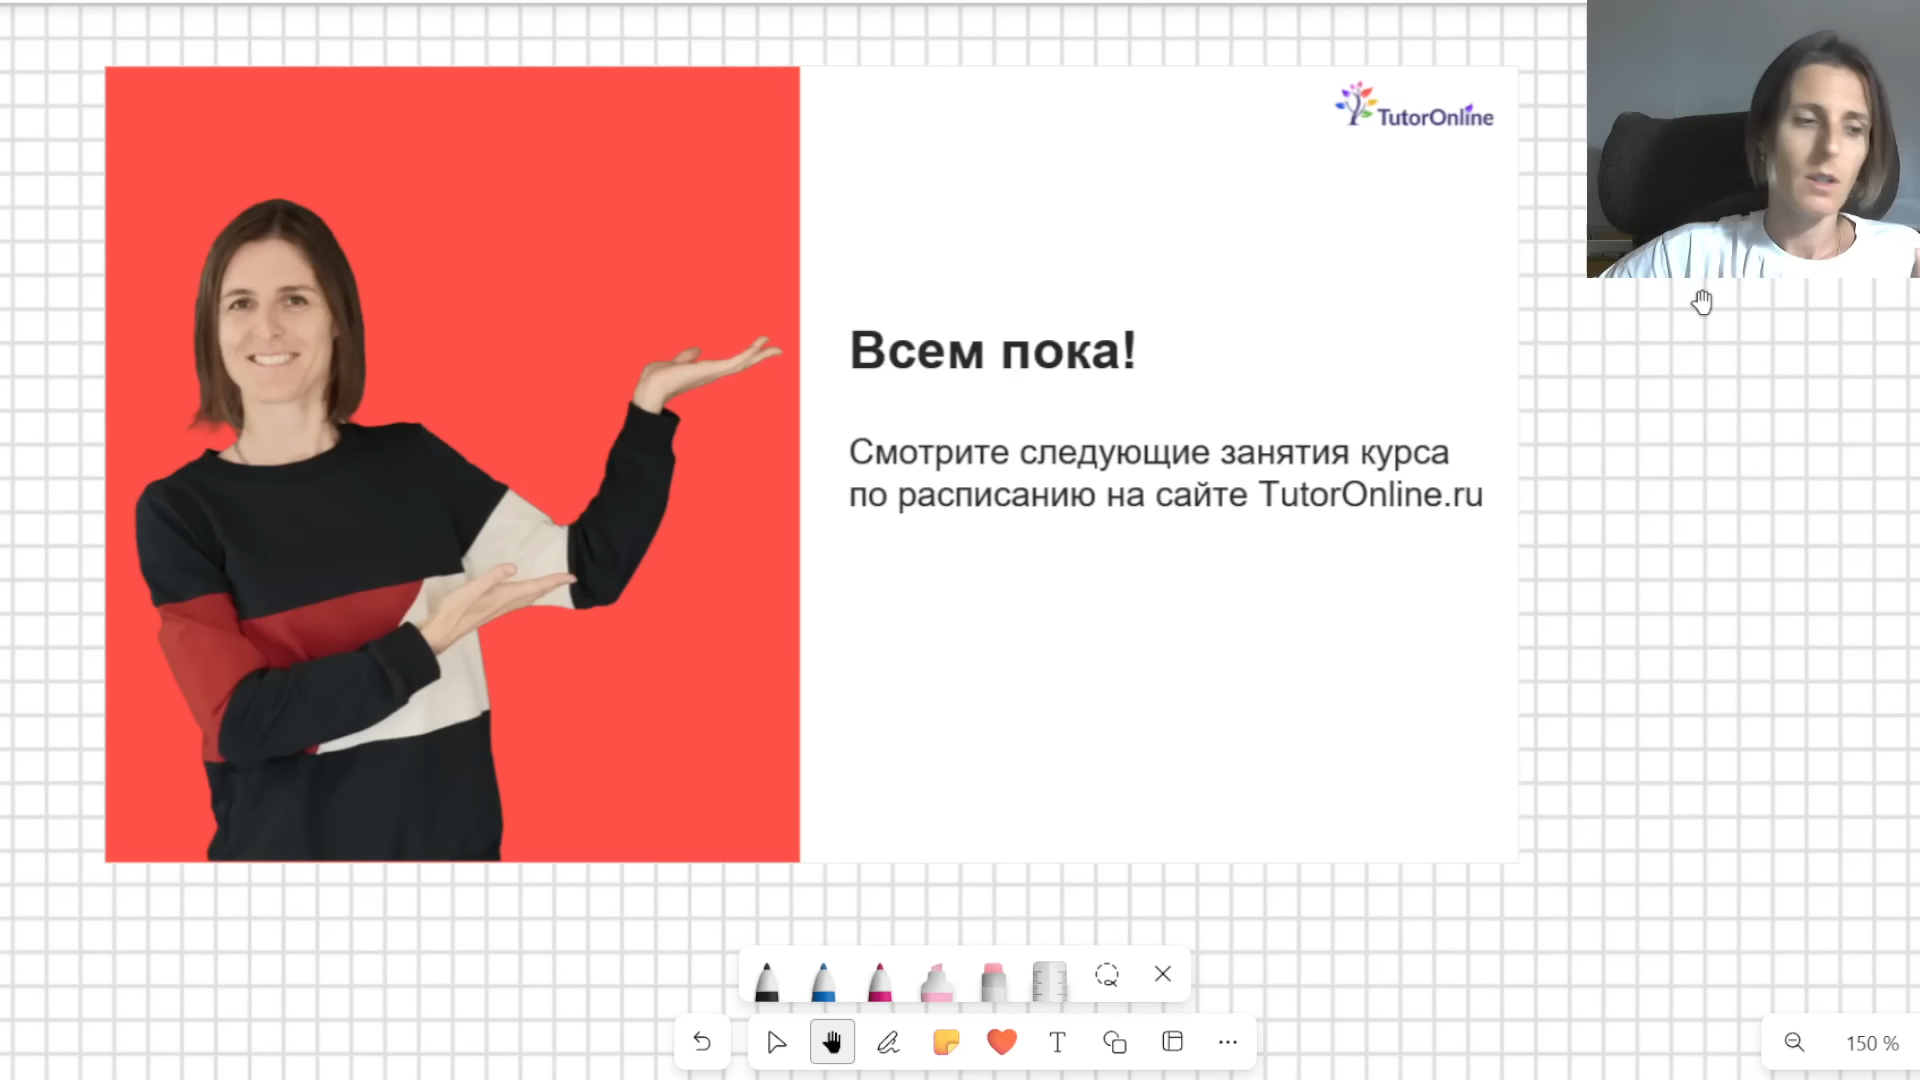 TutorOnline
Всем пока!
Смотрите следующие занятия курса
по расписанию на сайте TutorOnline.ru
150 %